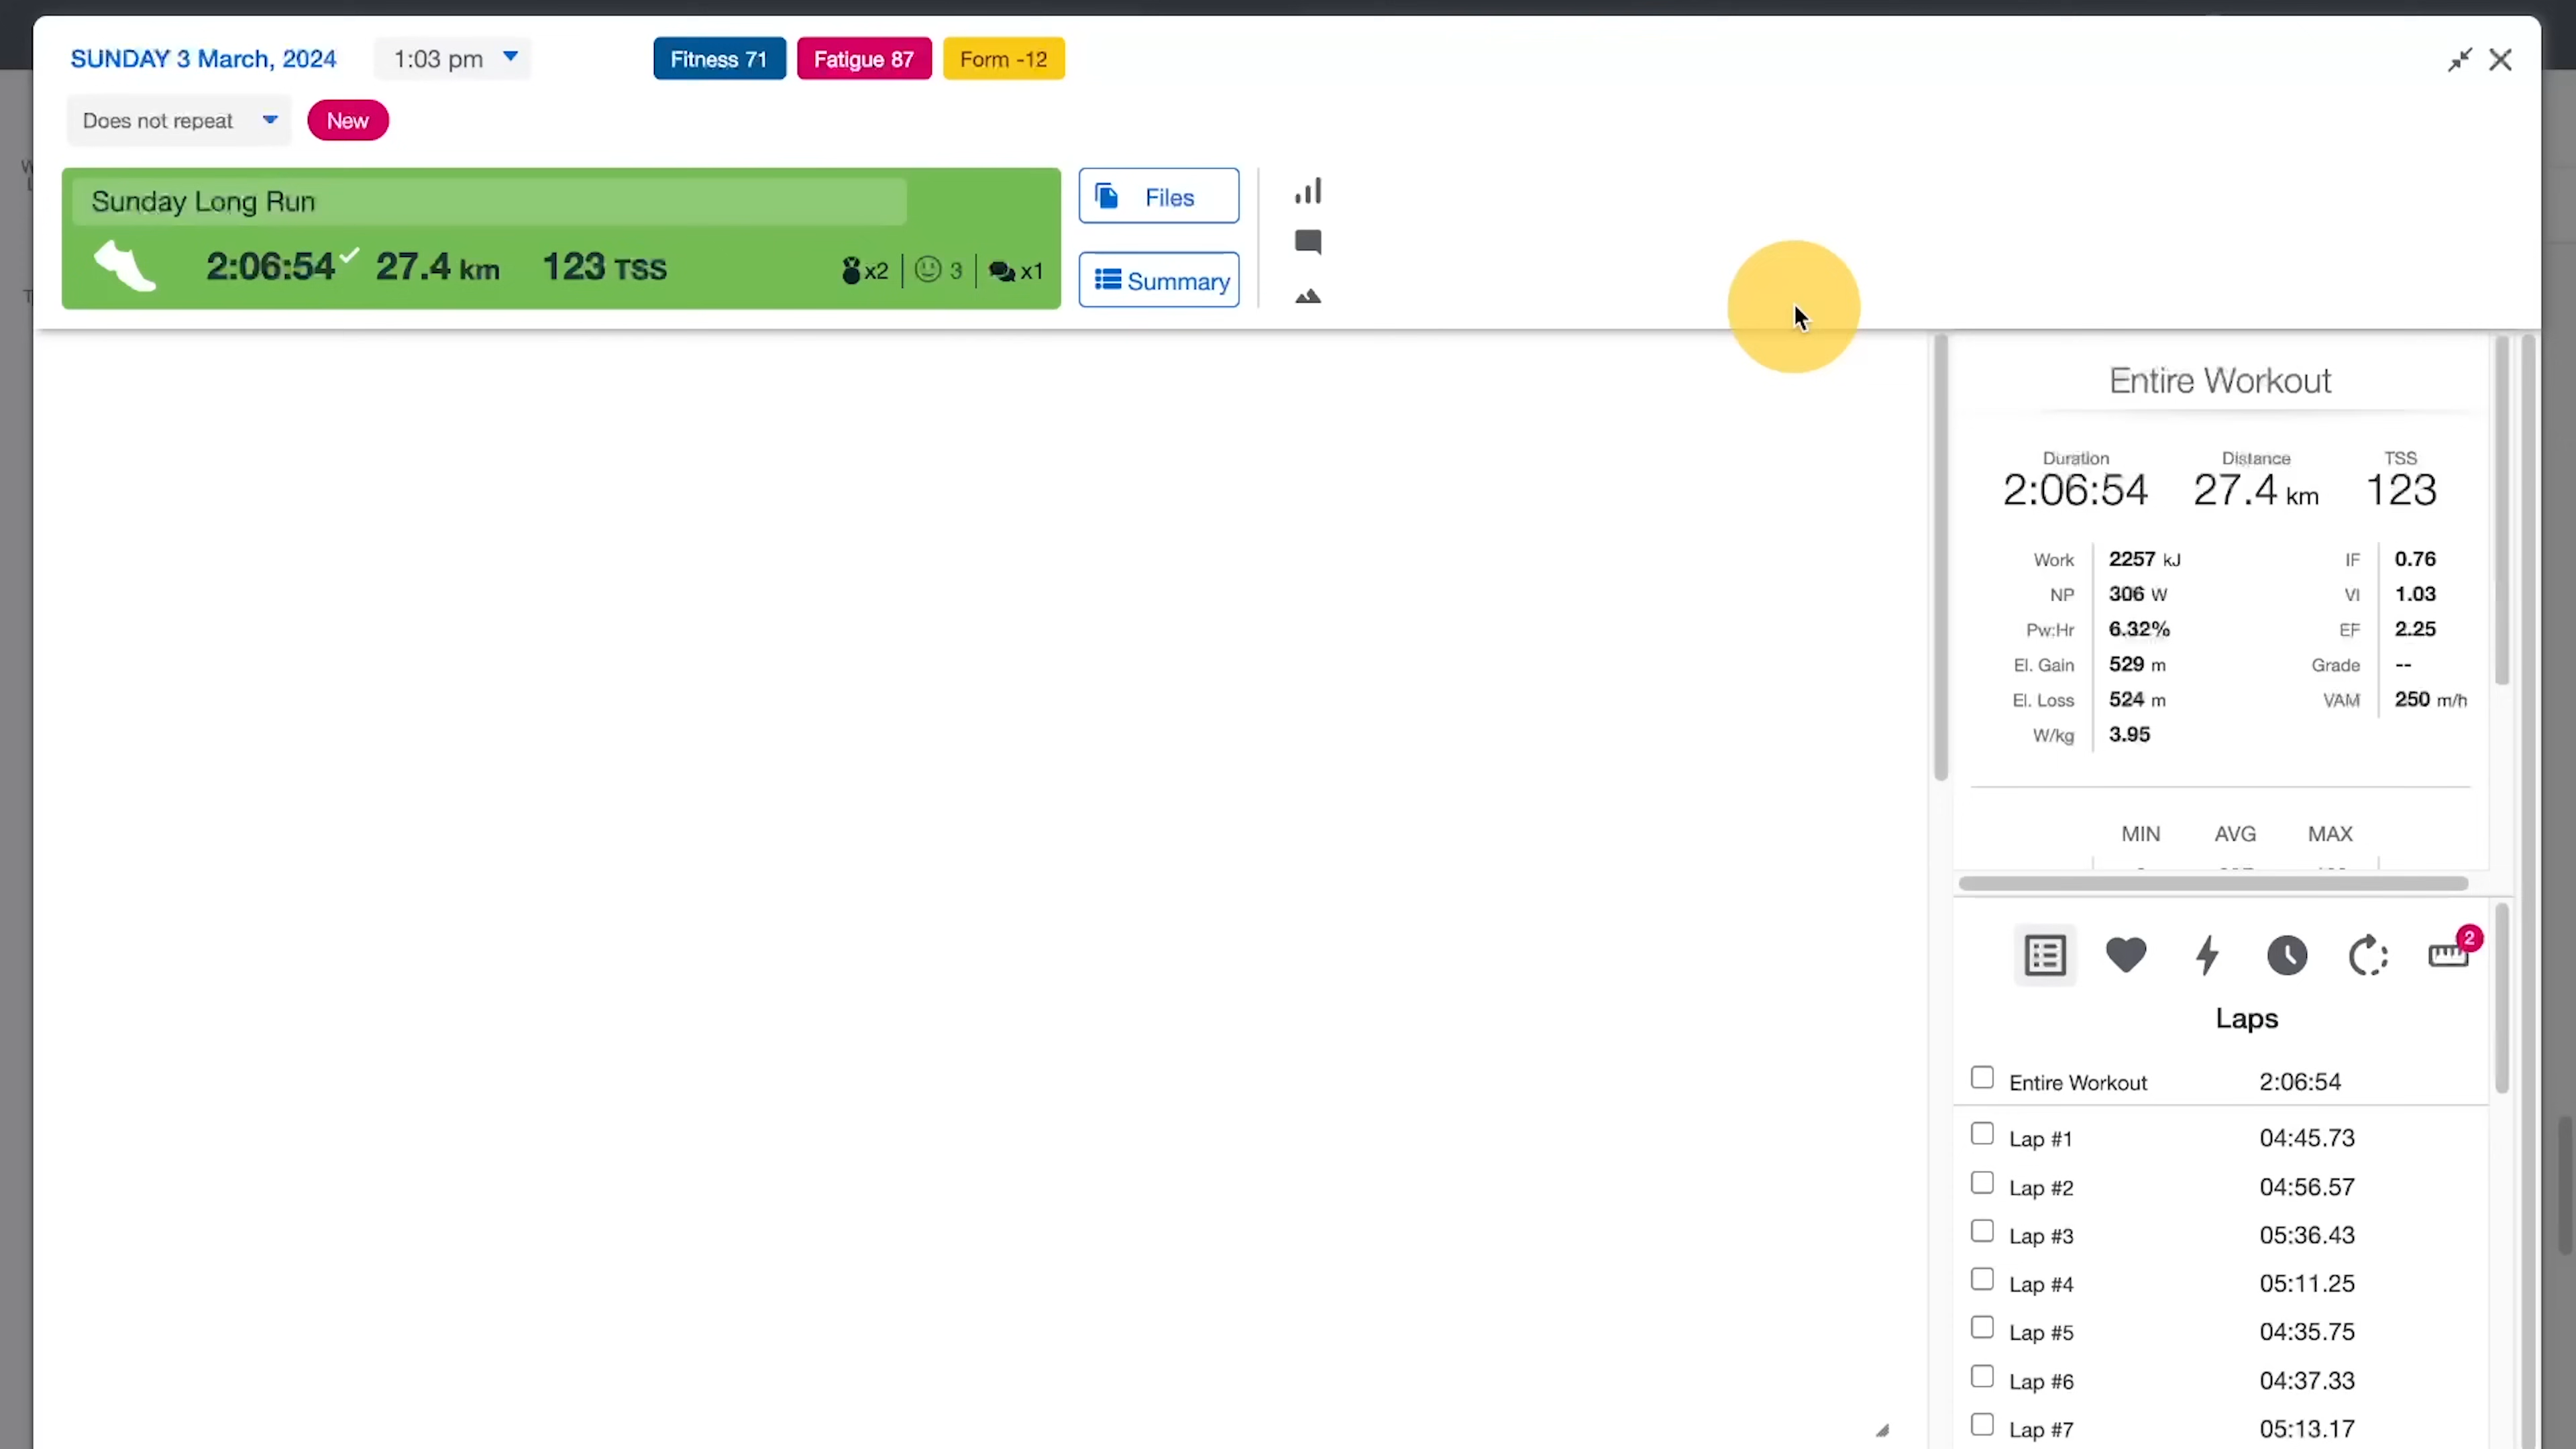 SUNDAY 3 March, 2024
1:03 pm
Fitness 71
Fatigue 87
Form -12
Does not repeat
New
Sunday Long Run
2:06:54 27.4 km 123 TSS
x2 3 x1
Files
Summary
Entire Workout
Duration Distance TSS
2:06:54 27.4 km 123
Work 2257 kJ IF 0.76
NP 306 W VI 1.03
Pw:Hr 6.32% EF 2.25
El. Gain 529 m Grade --
El. Loss 524 m VAM 250 m/h
W/kg 3.95
MIN AVG MAX
2
Laps
Entire Workout 2:06:54
Lap #1 04:45.73
Lap #2 04:56.57
Lap #3 05:36.43
Lap #4 05:11.25
Lap #5 04:35.75
Lap #6 04:37.33
Lap #7 05:13.17